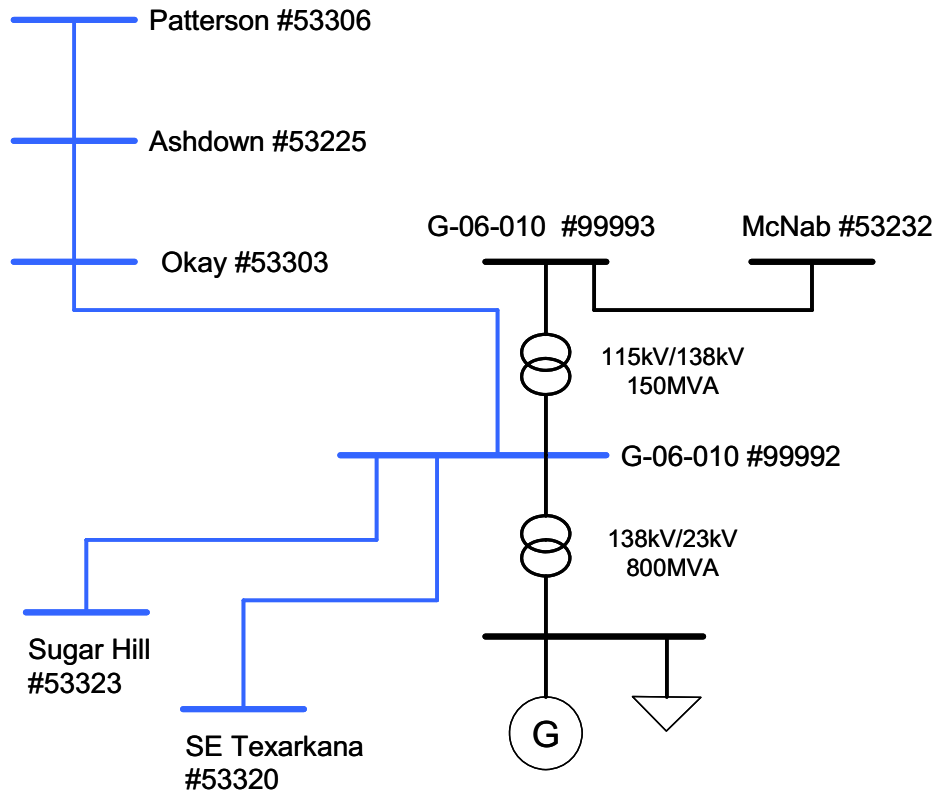 Patterson #53306
Ashdown #53225
G-06-010 #99993
McNab #53232
Okay #53303
115kV/138kV
150MVA
G-06-010 #99992
138kV/23kV
800MVA
Sugar Hill
#53323
G
SE Texarkana
#53320